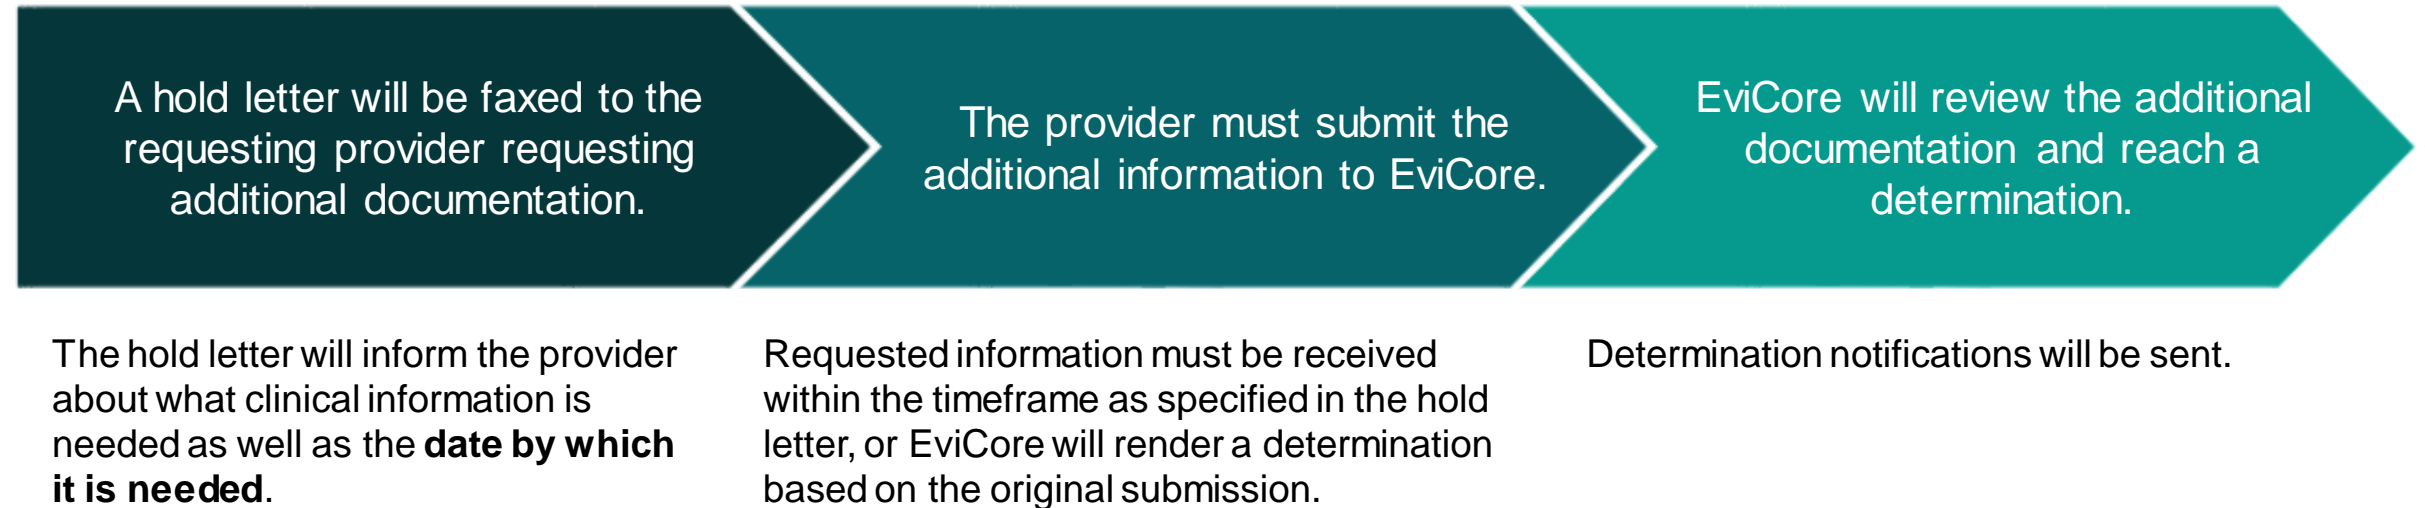 A hold letter will be faxed to the
requesting provider requesting
additional documentation.
The provider must submit the
additional information to EviCore.
EviCore will review the additional
documentation and reach a
determination.
The hold letter will inform the provider
about what clinical information is
needed as well as the date by which
it is needed.
Requested information must be received
within the timeframe as specified in the hold
letter, or EviCore will render a determination
based on the original submission.
Determination notifications will be sent.